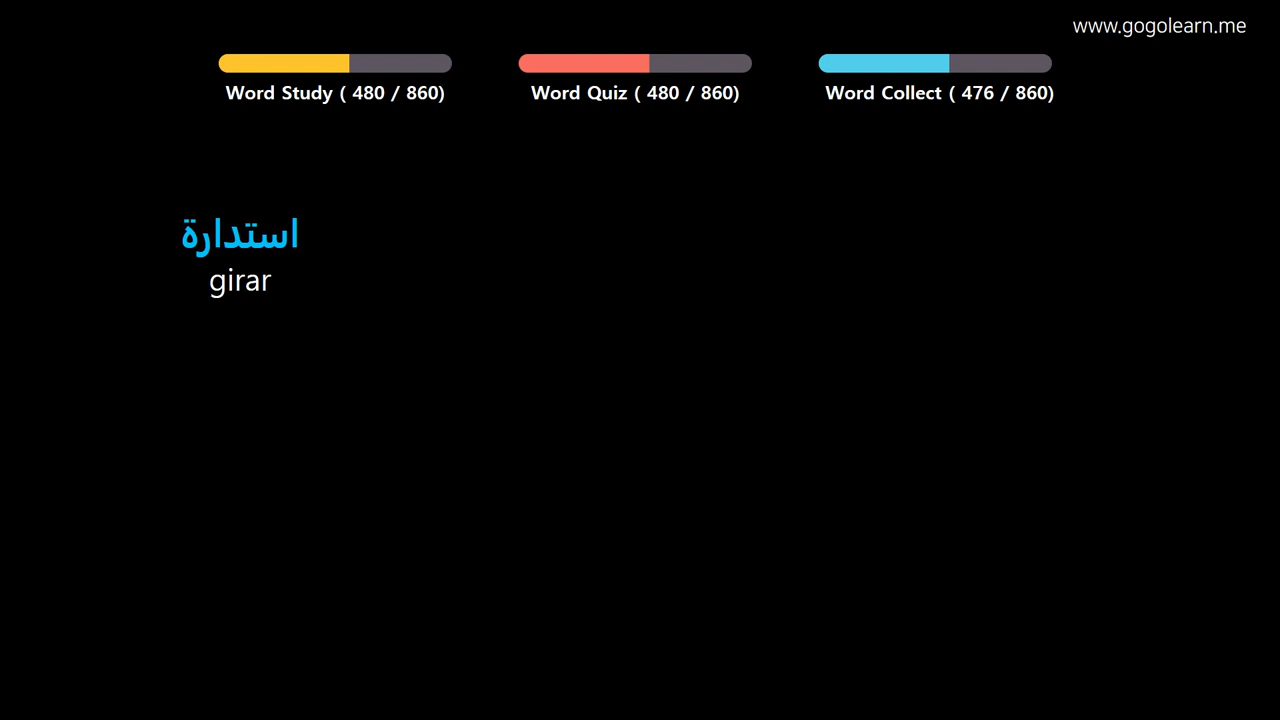 www.gogolearn.me
Word Study ( 480 / 860)
Word Quiz ( 480 / 860)
Word Collect ( 476 / 860)
استدارة
girar